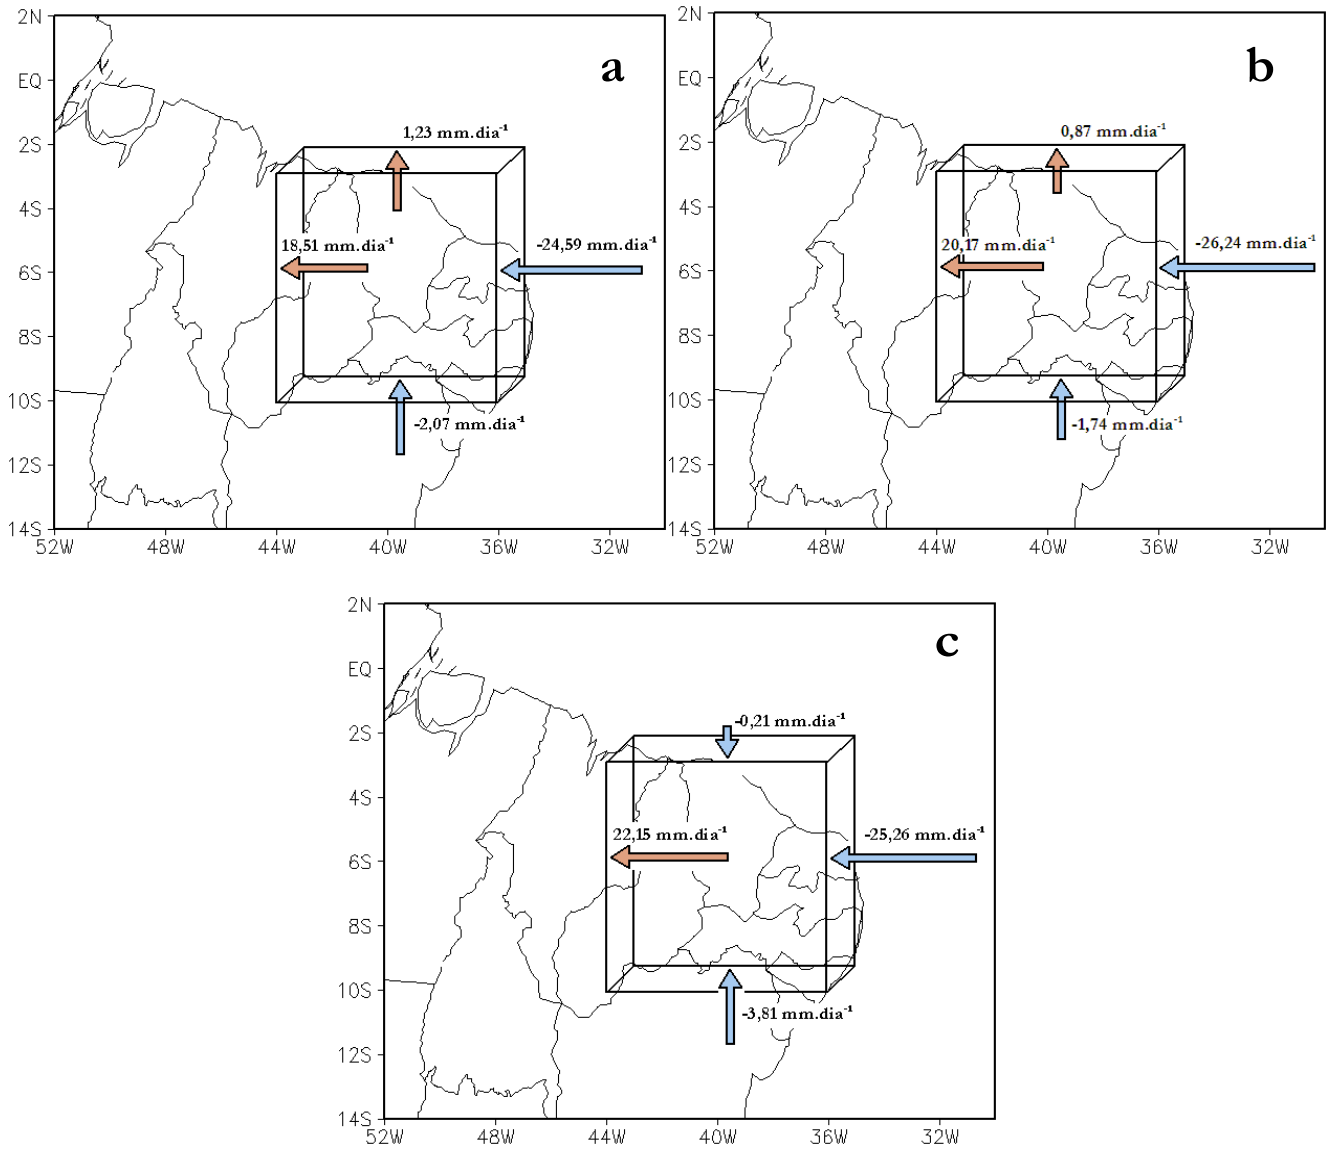 a
2N
EQ
2S
4S
6S
8S
10S
12S
14S
52W 48W 44W 40W 36W 32W
1,23 mm.dia⁻¹
18,51 mm.dia⁻¹
-24,59 mm.dia⁻¹
-2,07 mm.dia⁻¹
b
2N
EQ
2S
4S
6S
8S
10S
12S
14S
52W 48W 44W 40W 36W 32W
0,87 mm.dia⁻¹
20,17 mm.dia⁻¹
-26,24 mm.dia⁻¹
-1,74 mm.dia⁻¹
c
2N
EQ
2S
4S
6S
8S
10S
12S
14S
52W 48W 44W 40W 36W 32W
-0,21 mm.dia⁻¹
22,15 mm.dia⁻¹
-25,26 mm.dia⁻¹
-3,81 mm.dia⁻¹